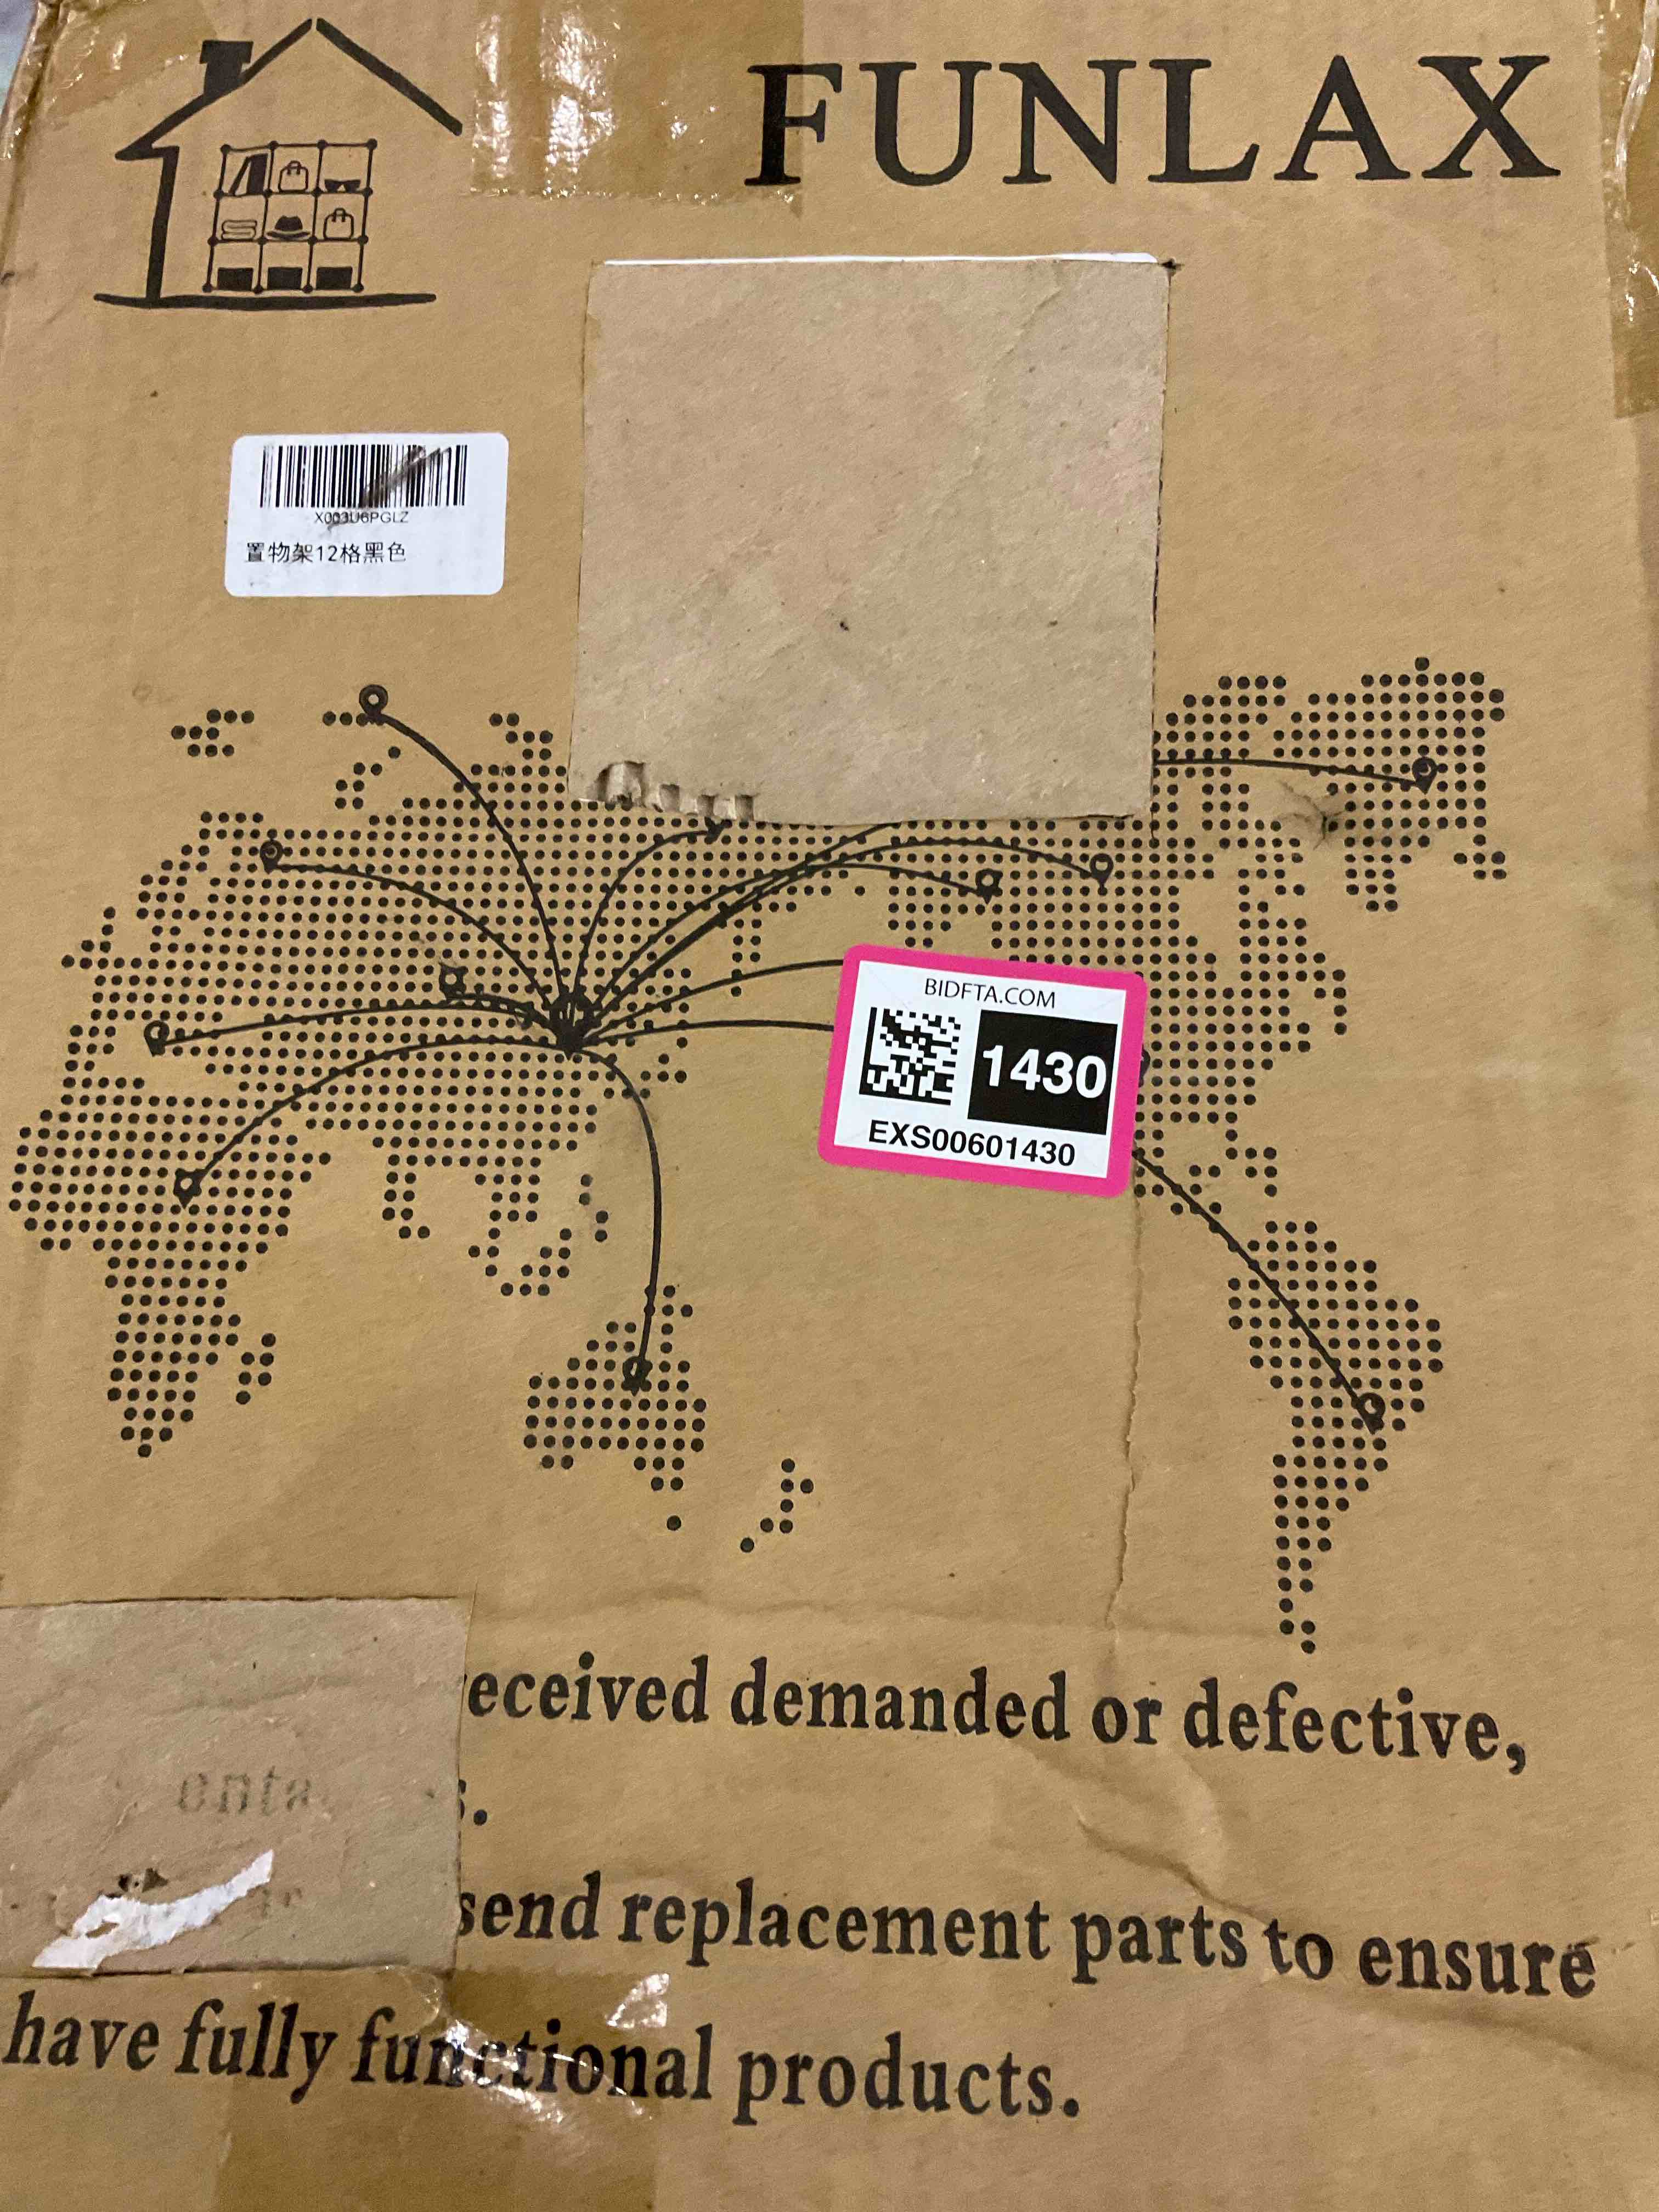 FUNLAX
X003U6PGLZ
置物架12格黑色
BIDFTA.COM
1430
EXS00601430
eceived demanded or defective,
s.
send replacement parts to ensure
have fully functional products.